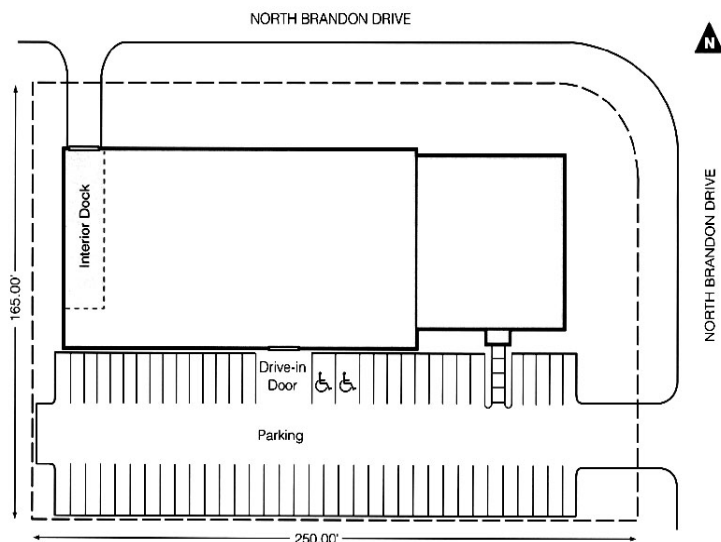 NORTH BRANDON DRIVE
N
Interior Dock
NORTH BRANDON DRIVE
165.00'
Drive-in
Door
Parking
250.00'